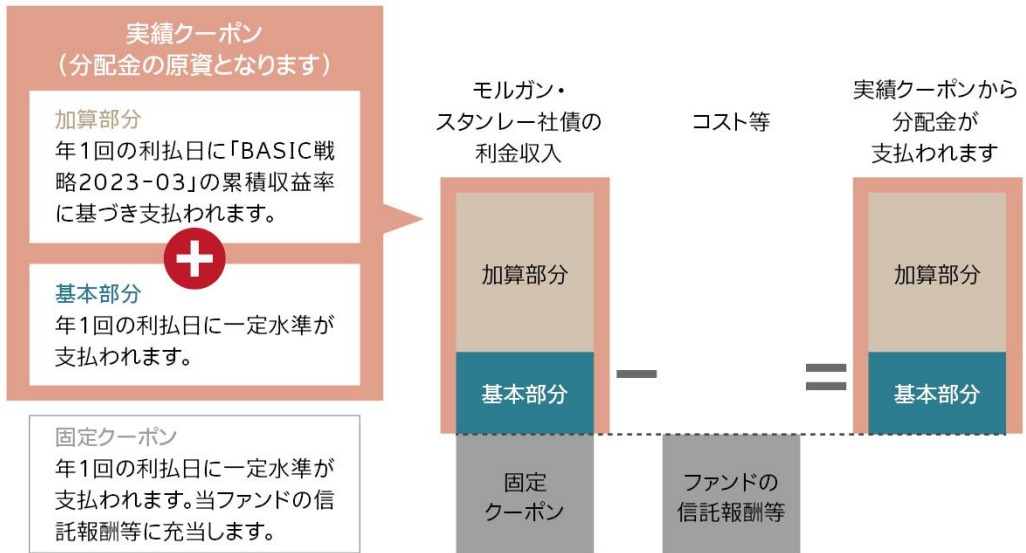 実績クーポン
（分配金の原資となります）
加算部分
年1回の利払日に「BASIC戦
略2023-03」の累積収益率
に基づき支払われます。
+
基本部分
年1回の利払日に一定水準が
支払われます。
固定クーポン
年1回の利払日に一定水準が
支払われます。当ファンドの信
託報酬等に充当します。
モルガン・
スタンレー社債の
利金収入
加算部分
基本部分
固定
クーポン
－
コスト等
ファンドの
信託報酬等
＝
実績クーポンから
分配金が
支払われます
加算部分
基本部分